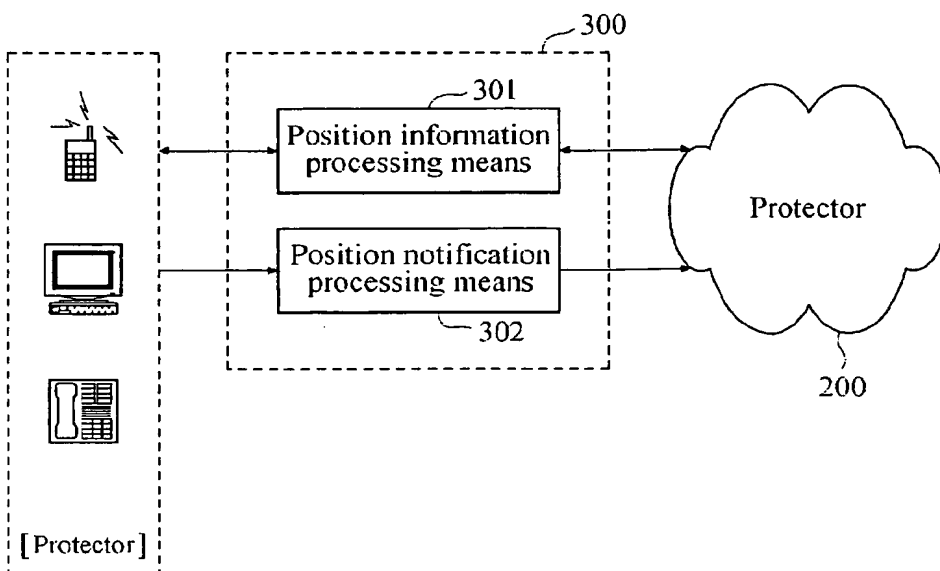 300
301
Position information
processing means
Protector
Position notification
processing means
302
200
[Protector]